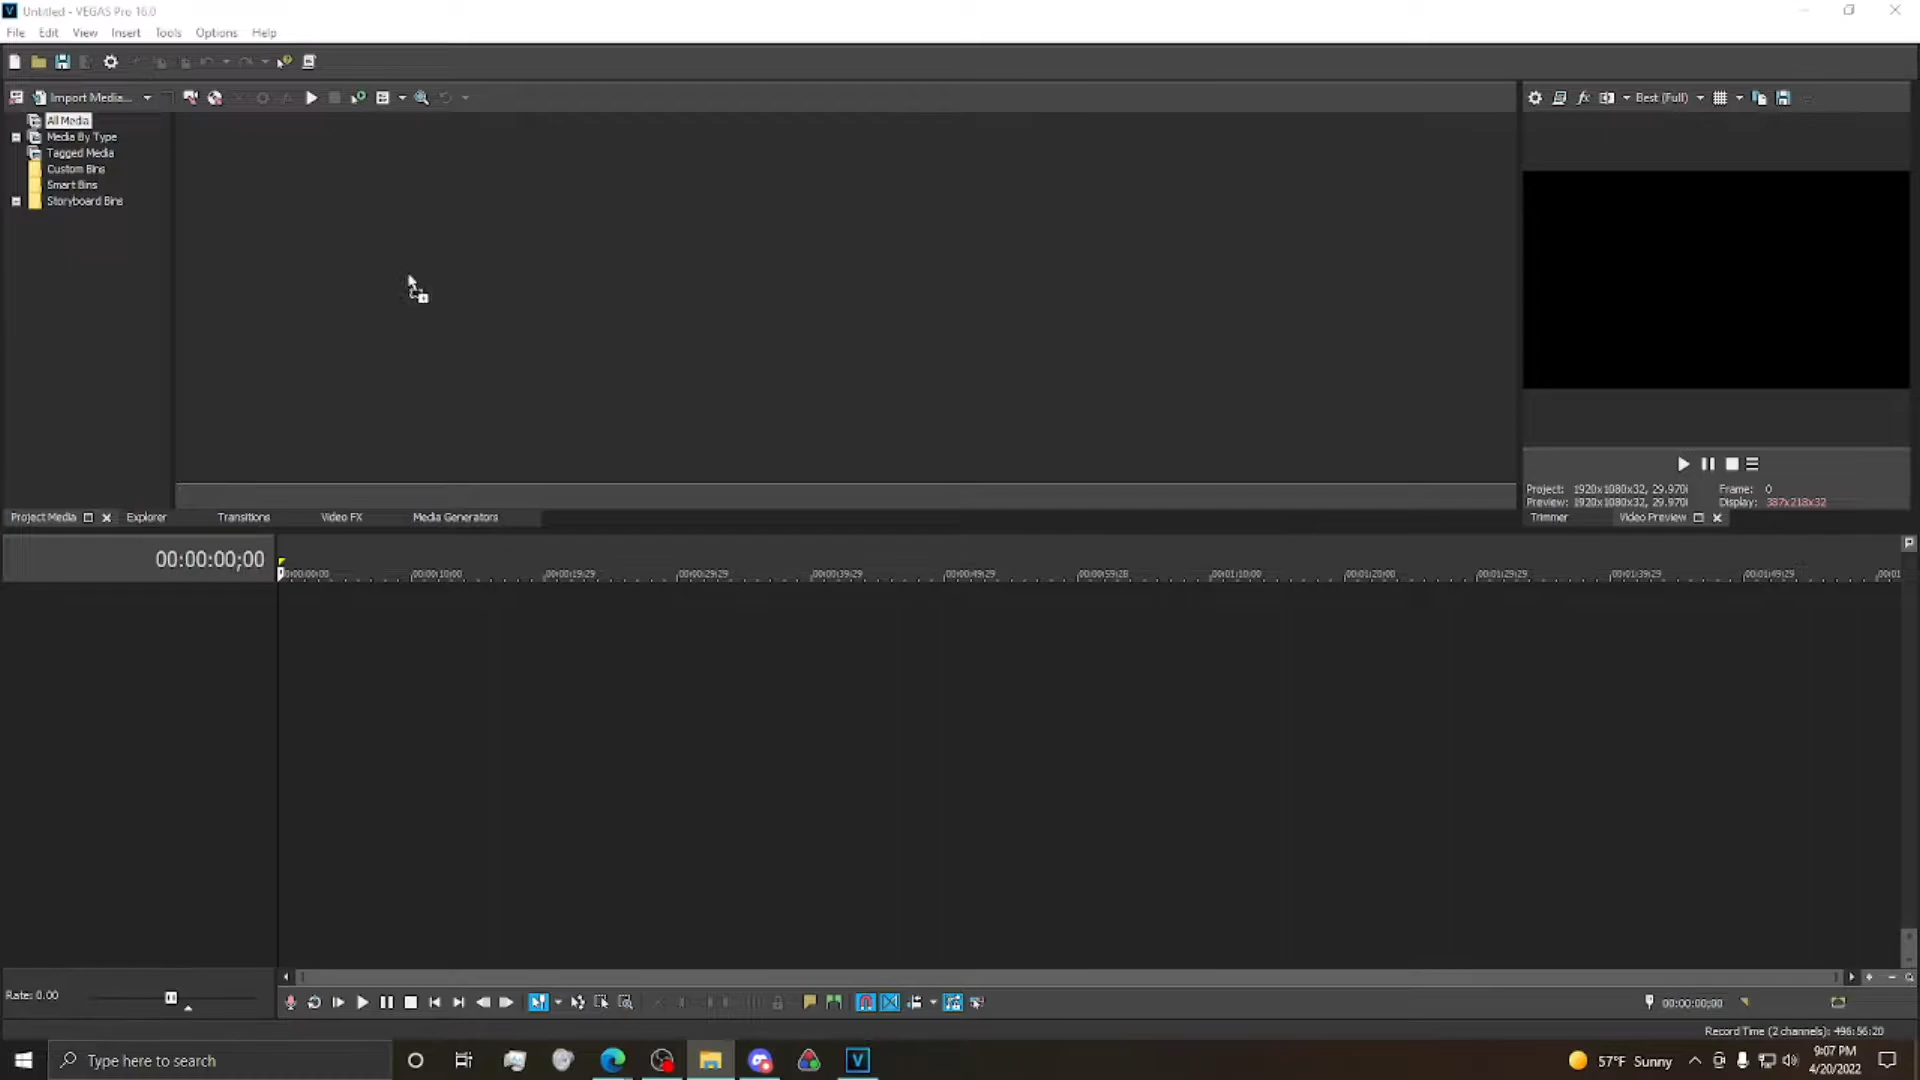 Untitled - VEGAS Pro 16.0
File Edit View Insert Tools Options Help
Import Media...
All Media
Media By Type
Tagged Media
Custom Bins
Smart Bins
Storyboard Bins
Best (Full)
Project: 1920x1080x32, 29.970i Frame: 0
Preview: 1920x1080x32, 29.970i Display: 387x218x32
Project Media Explorer Transitions Video FX Media Generators
Trimmer Video Preview
00:00:00;00
00:00:00;00 00:00:10;00 00:00:19;29 00:00:29;29 00:00:39;29 00:00:49;29 00:00:59;28 00:01:10;00 00:01:20;00 00:01:29;29 00:01:39;29 00:01:49;29 00:01
Rate: 0.00
00:00:00;00
Record Time (2 channels): 496:56:20
Type here to search
57°F Sunny
9:07 PM
4/20/2022